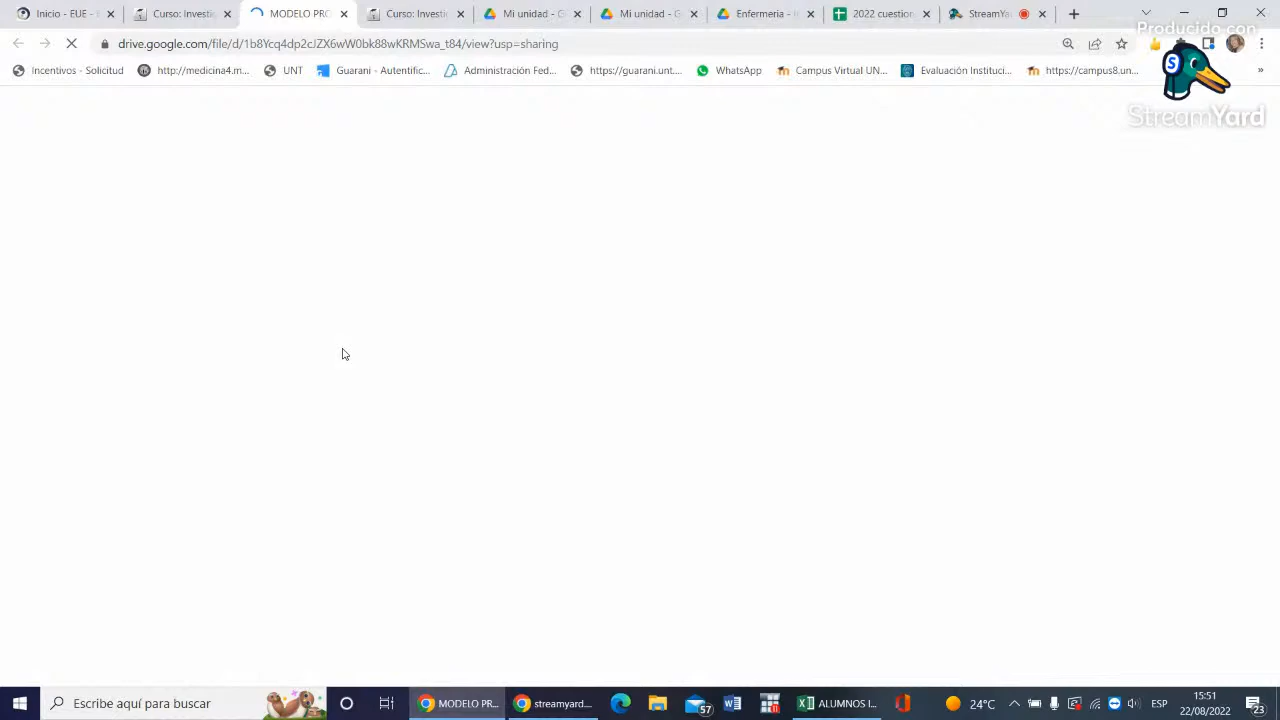 Inicio - EUE - E
Curso: Investi
MODELO PRO
Curso: Investig
Mi unidad - G
Mi unidad - G
Enfermeria - G
2022 cuestion
StreamYa
Producido con
drive.google.com/file/d/1b8Ycq4dp2cJZX6wW0bk88wKRMSwa_t84/view?usp=sharing
Incentivos - Solicitud
http://medicina4.m...
UNT
Guarani - Autentific...
Administración Fed...
https://guarani.unt....
WhatsApp
Campus Virtual UN...
Evaluación Instituci...
https://campus8.un...
»
S
StreamYard
Escribe aquí para buscar
MODELO PR...
streamyard....
57
11
ALUMNOS I...
24°C
ESP
15:51
22/08/2022
23